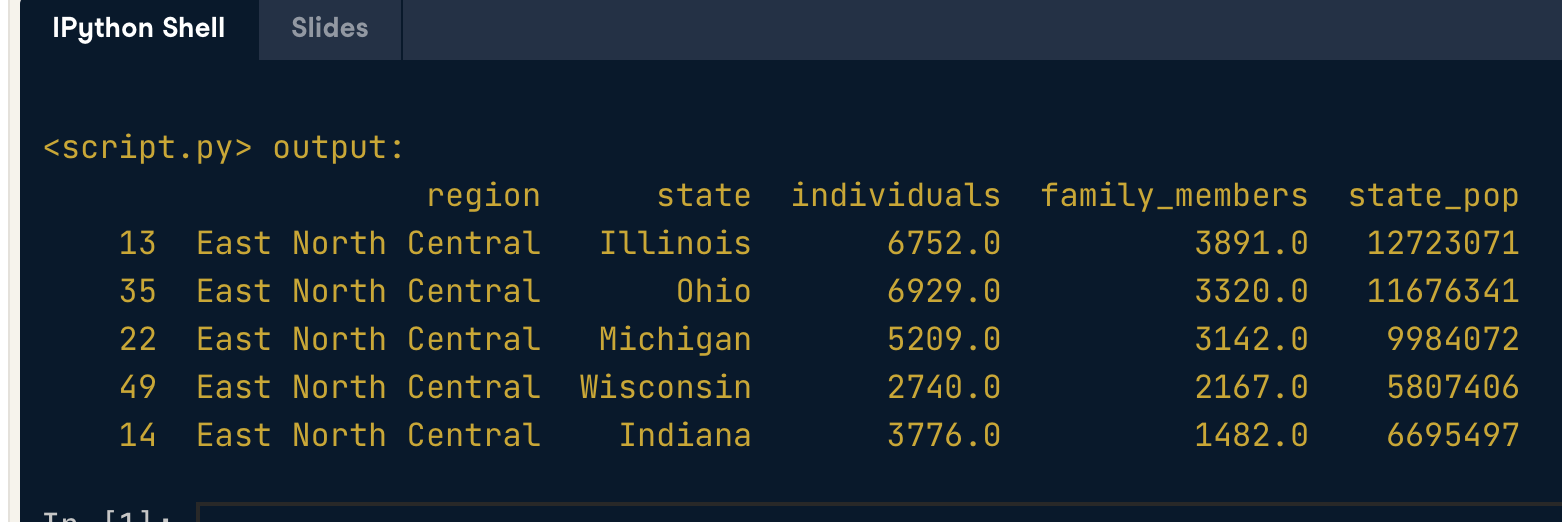 IPython Shell Slides
<script.py> output:
region state individuals family_members state_pop
13 East North Central Illinois 6752.0 3891.0 12723071
35 East North Central Ohio 6929.0 3320.0 11676341
22 East North Central Michigan 5209.0 3142.0 9984072
49 East North Central Wisconsin 2740.0 2167.0 5807406
14 East North Central Indiana 3776.0 1482.0 6695497
In [1]: